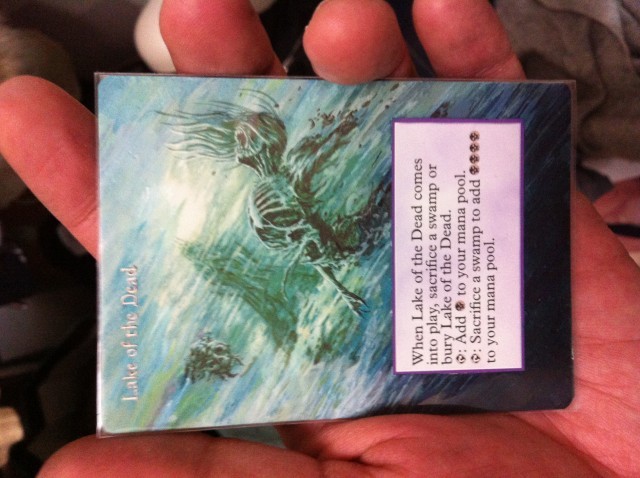 Lake of the Dead
When Lake of the Dead comes
into play, sacrifice a swamp or
bury Lake of the Dead.
: Add to your mana pool.
: Sacrifice a swamp to add
to your mana pool.